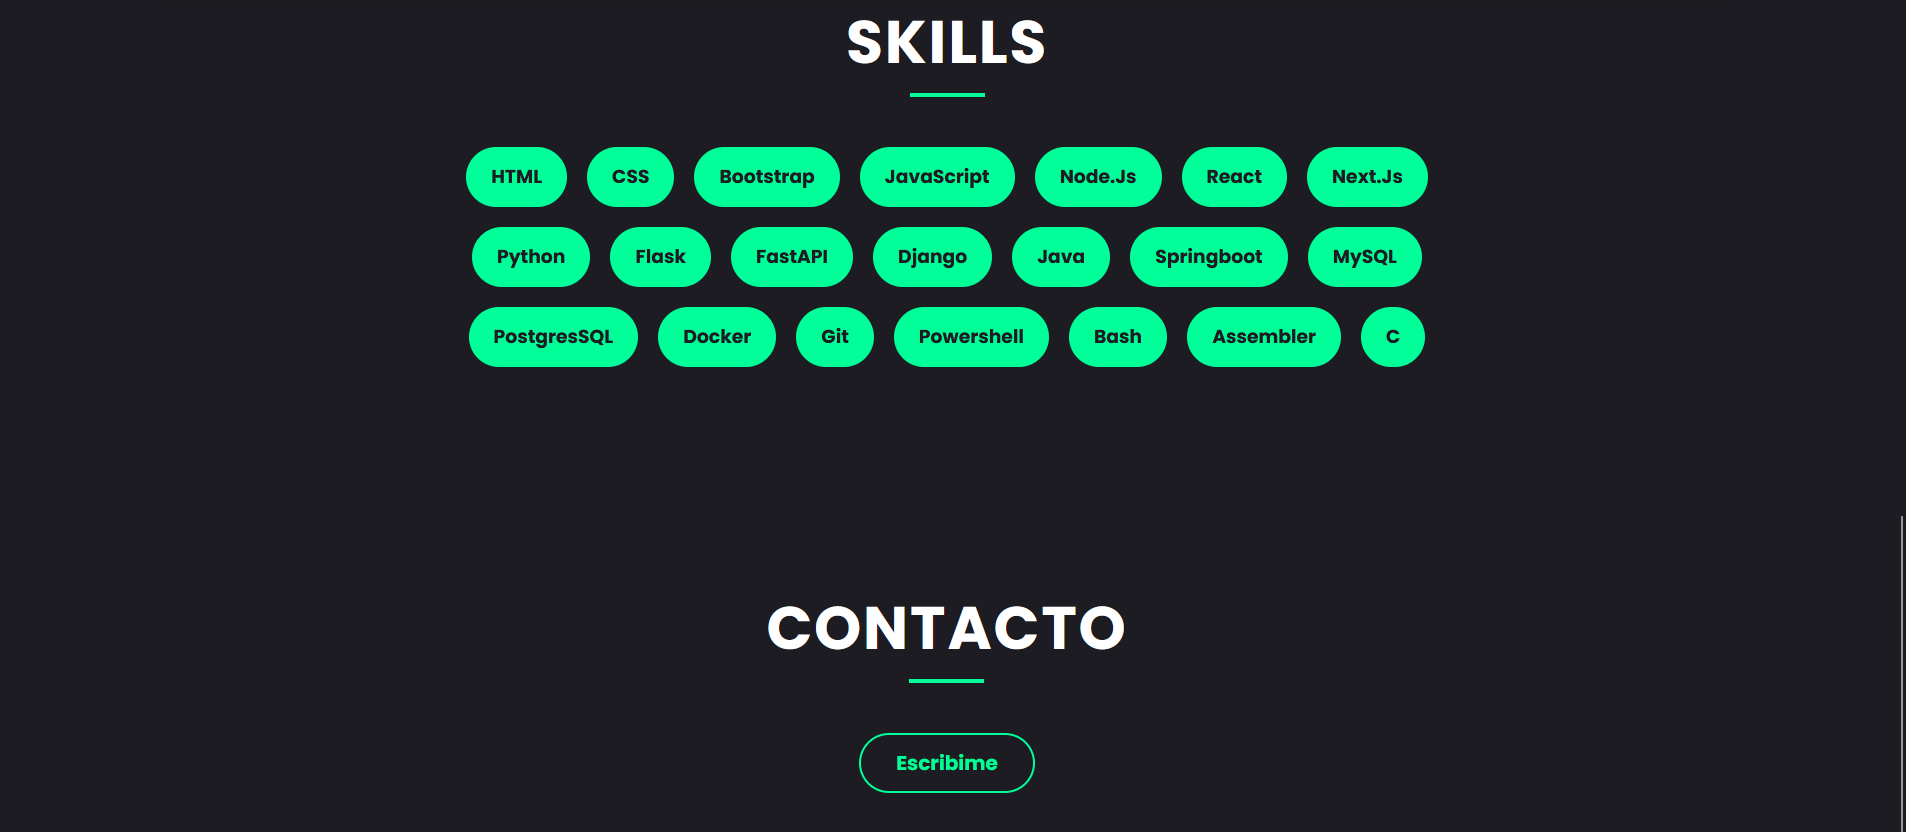 SKILLS
HTML CSS Bootstrap JavaScript Node.Js React Next.Js
Python Flask FastAPI Django Java Springboot MySQL
PostgresSQL Docker Git Powershell Bash Assembler C
CONTACTO
Escribime